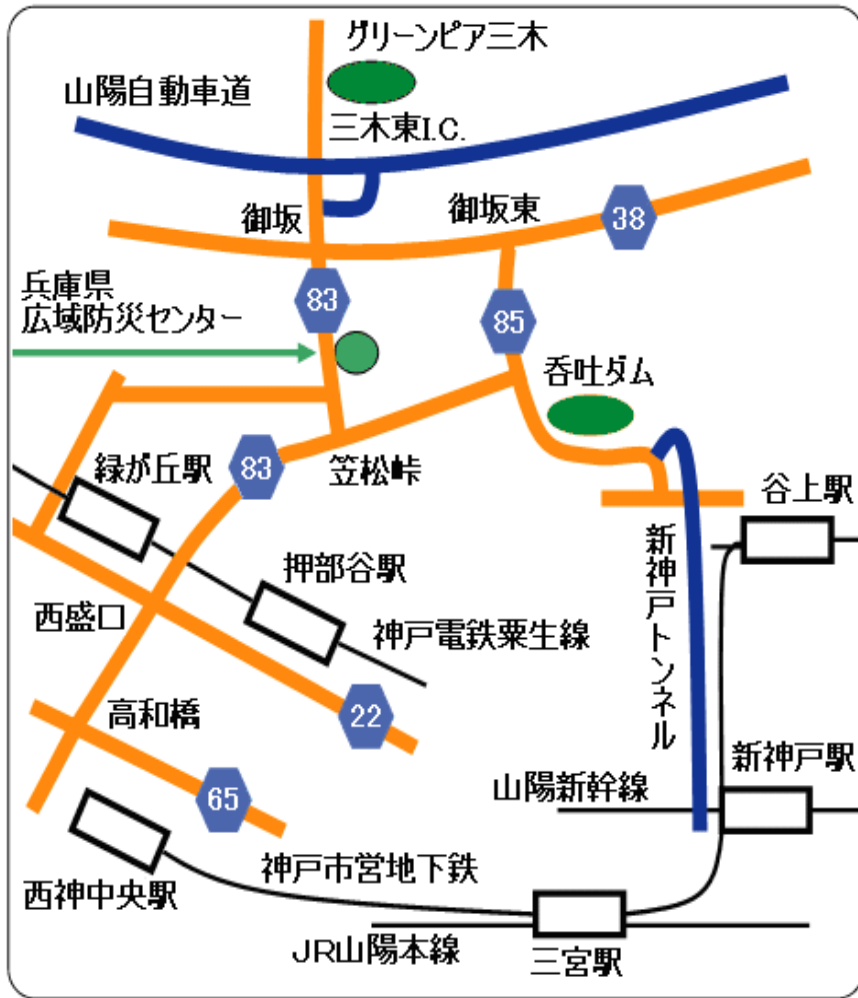 グリーンピア三木
山陽自動車道
三木東I.C.
御坂
御坂東
38
兵庫県
広域防災センター
83
85
呑吐ダム
緑が丘駅
83
笠松峠
谷上駅
新神戸トンネル
押部谷駅
西盛口
神戸電鉄粟生線
高和橋
22
新神戸駅
山陽新幹線
65
神戸市営地下鉄
西神中央駅
JR山陽本線
三宮駅